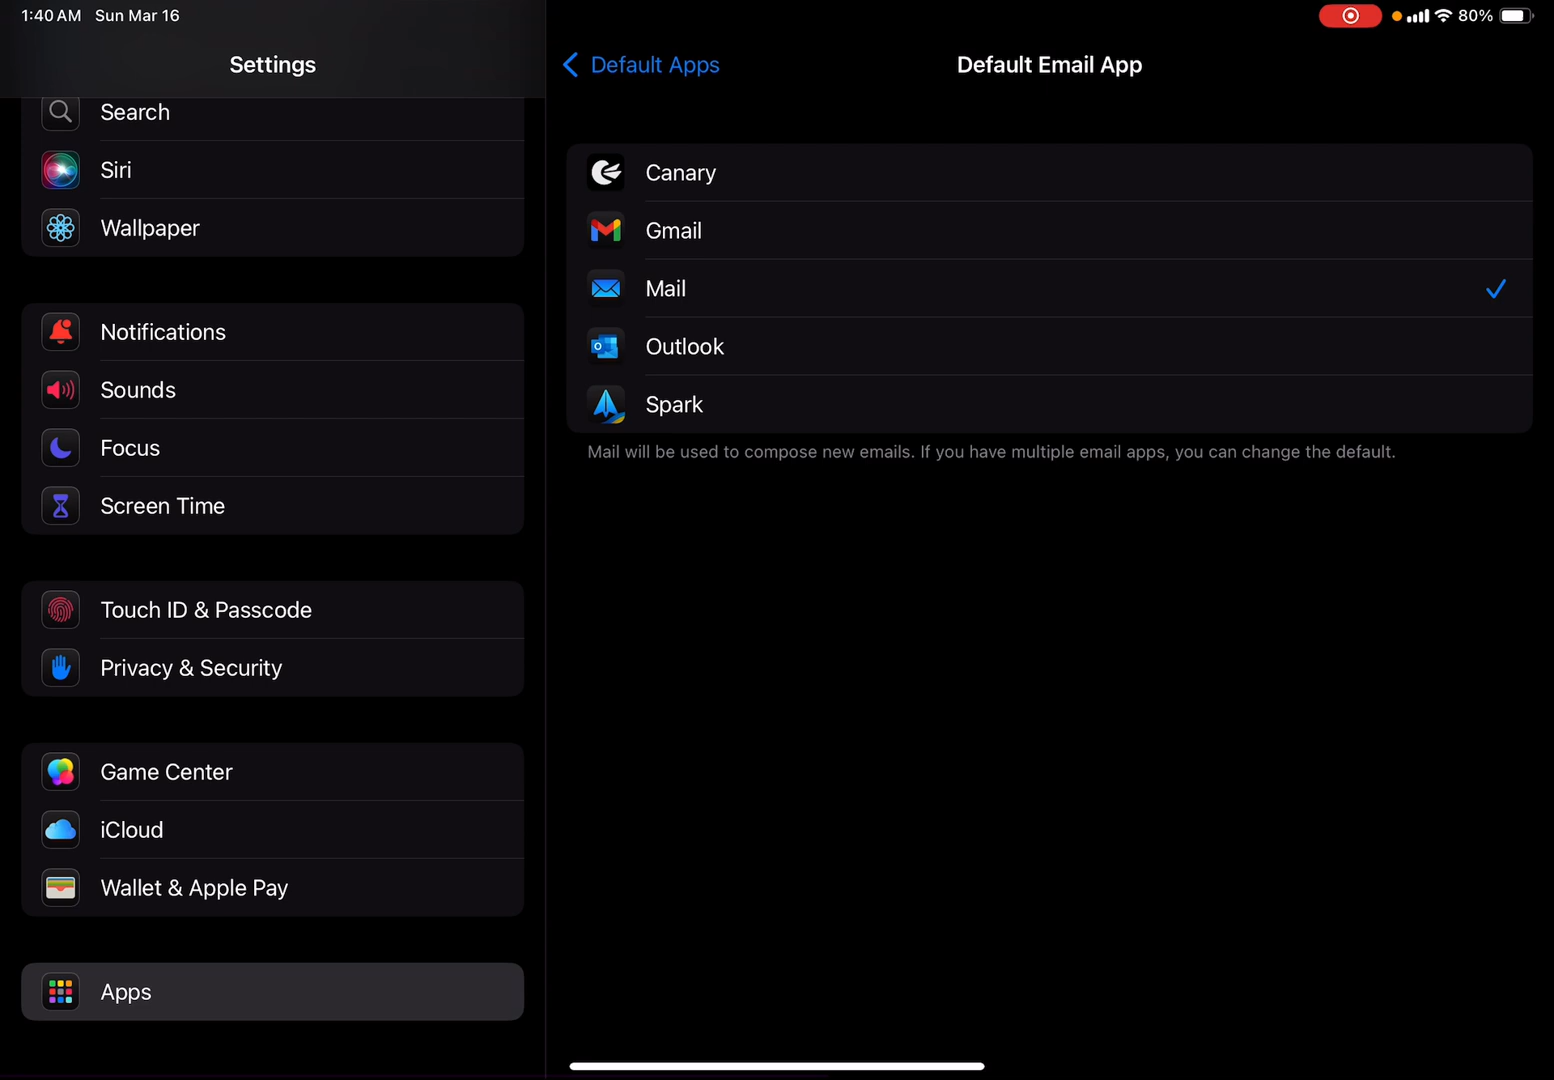 1:40 AM Sun Mar 16
80%
Settings
Search
Siri
Wallpaper
Notifications
Sounds
Focus
Screen Time
Touch ID & Passcode
Privacy & Security
Game Center
iCloud
Wallet & Apple Pay
Apps
Default Apps
Default Email App
Canary
Gmail
Mail
Outlook
Spark
Mail will be used to compose new emails. If you have multiple email apps, you can change the default.